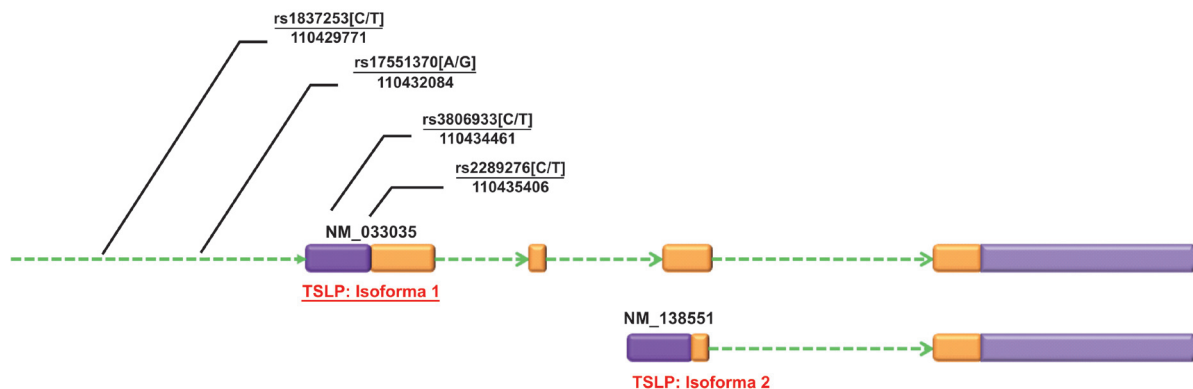 rs1837253[C/T]
110429771
rs17551370[A/G]
110432084
rs3806933[C/T]
110434461
rs2289276[C/T]
110435406
NM_033035
TSLP: Isoforma 1
NM_138551
TSLP: Isoforma 2